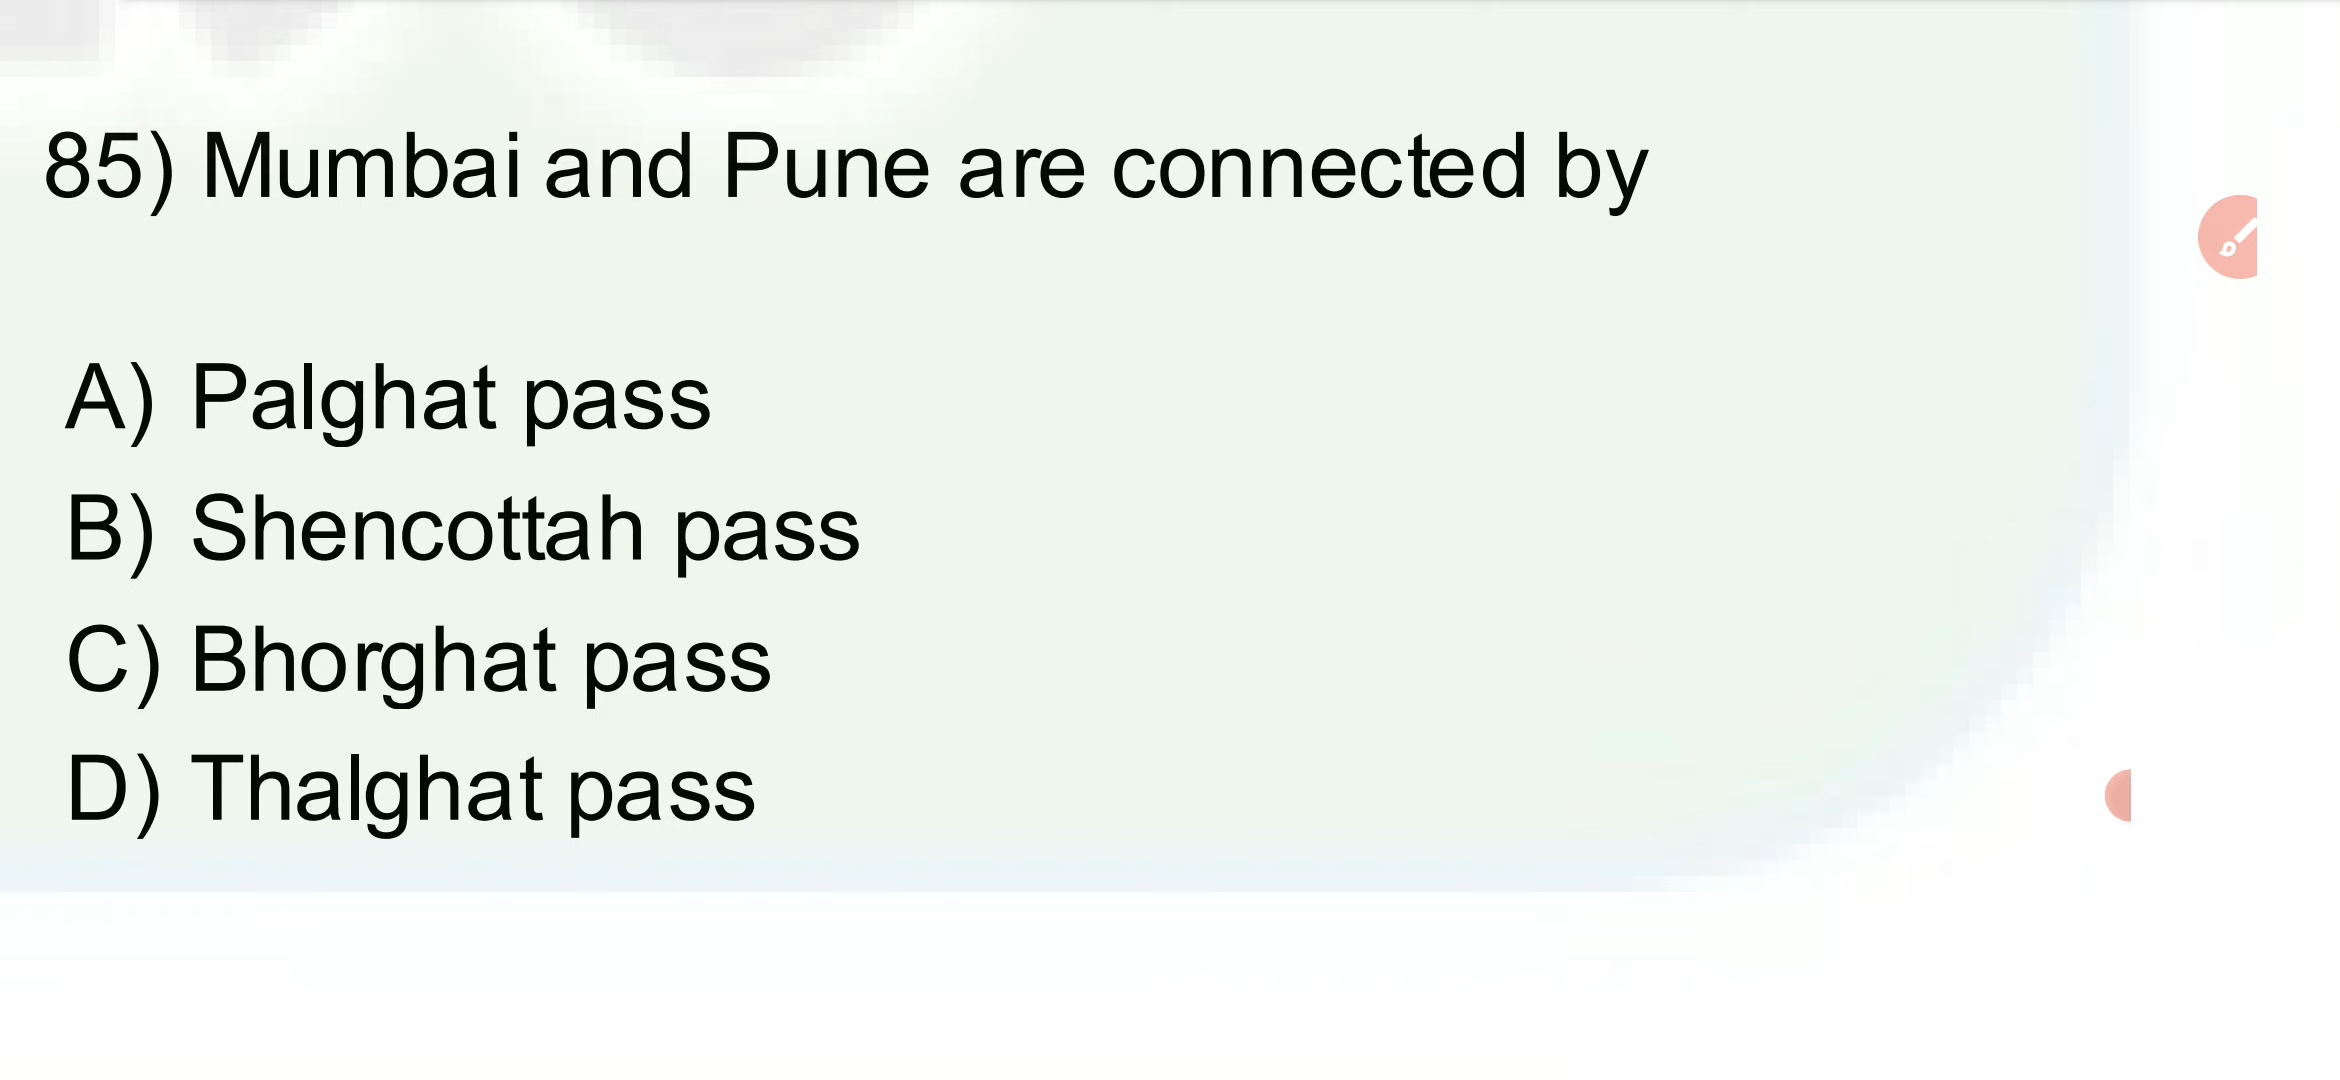 85) Mumbai and Pune are connected by
A) Palghat pass
B) Shencottah pass
C) Bhorghat pass
D) Thalghat pass